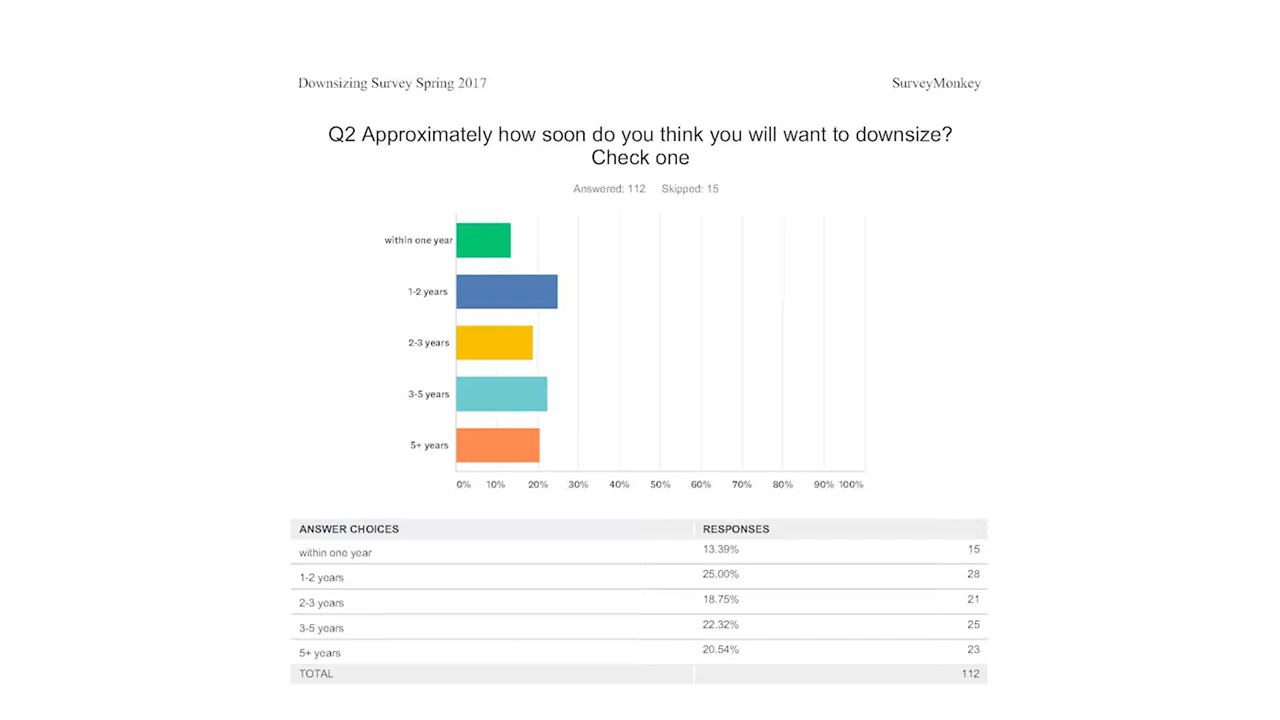 Downsizing Survey Spring 2017 SurveyMonkey
Q2 Approximately how soon do you think you will want to downsize?
Check one
Answered: 112 Skipped: 15
within one year
1-2 years
2-3 years
3-5 years
5+ years
0% 10% 20% 30% 40% 50% 60% 70% 80% 90% 100%
ANSWER CHOICES RESPONSES
within one year 13.39% 15
1-2 years 25.00% 28
2-3 years 18.75% 21
3-5 years 22.32% 25
5+ years 20.54% 23
TOTAL 112